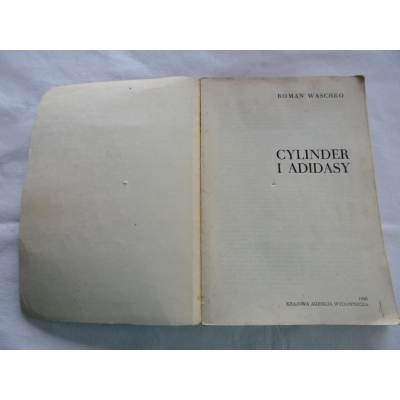 ROMAN WASCHKO
CYLINDER
I ADIDASY
KRAJOWA AGENCJA WYDAWNICZA